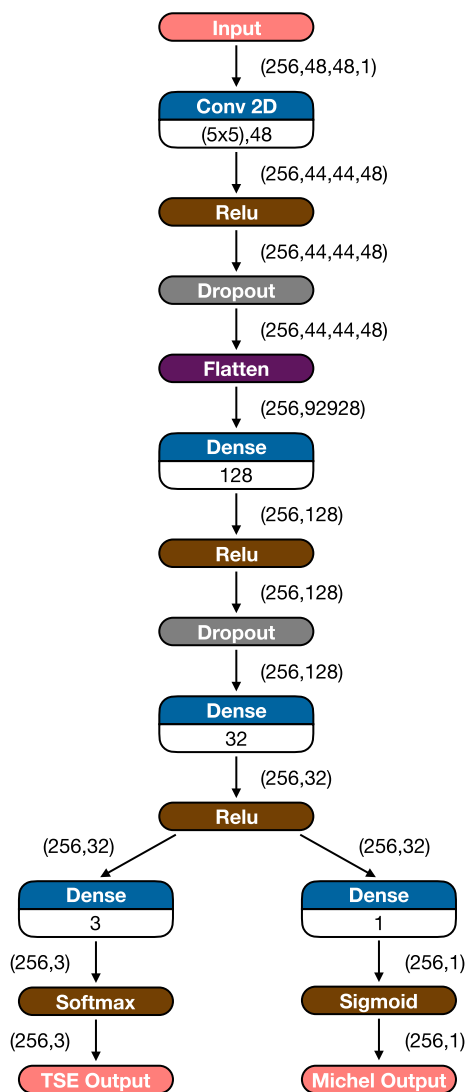 Input
(256,48,48,1)
Conv 2D
(5x5),48
(256,44,44,48)
Relu
(256,44,44,48)
Dropout
(256,44,44,48)
Flatten
(256,92928)
Dense
128
(256,128)
Relu
(256,128)
Dropout
(256,128)
Dense
32
(256,32)
Relu
(256,32) (256,32)
Dense Dense
3 1
(256,3) (256,1)
Softmax Sigmoid
(256,3) (256,1)
TSE Output Michel Output